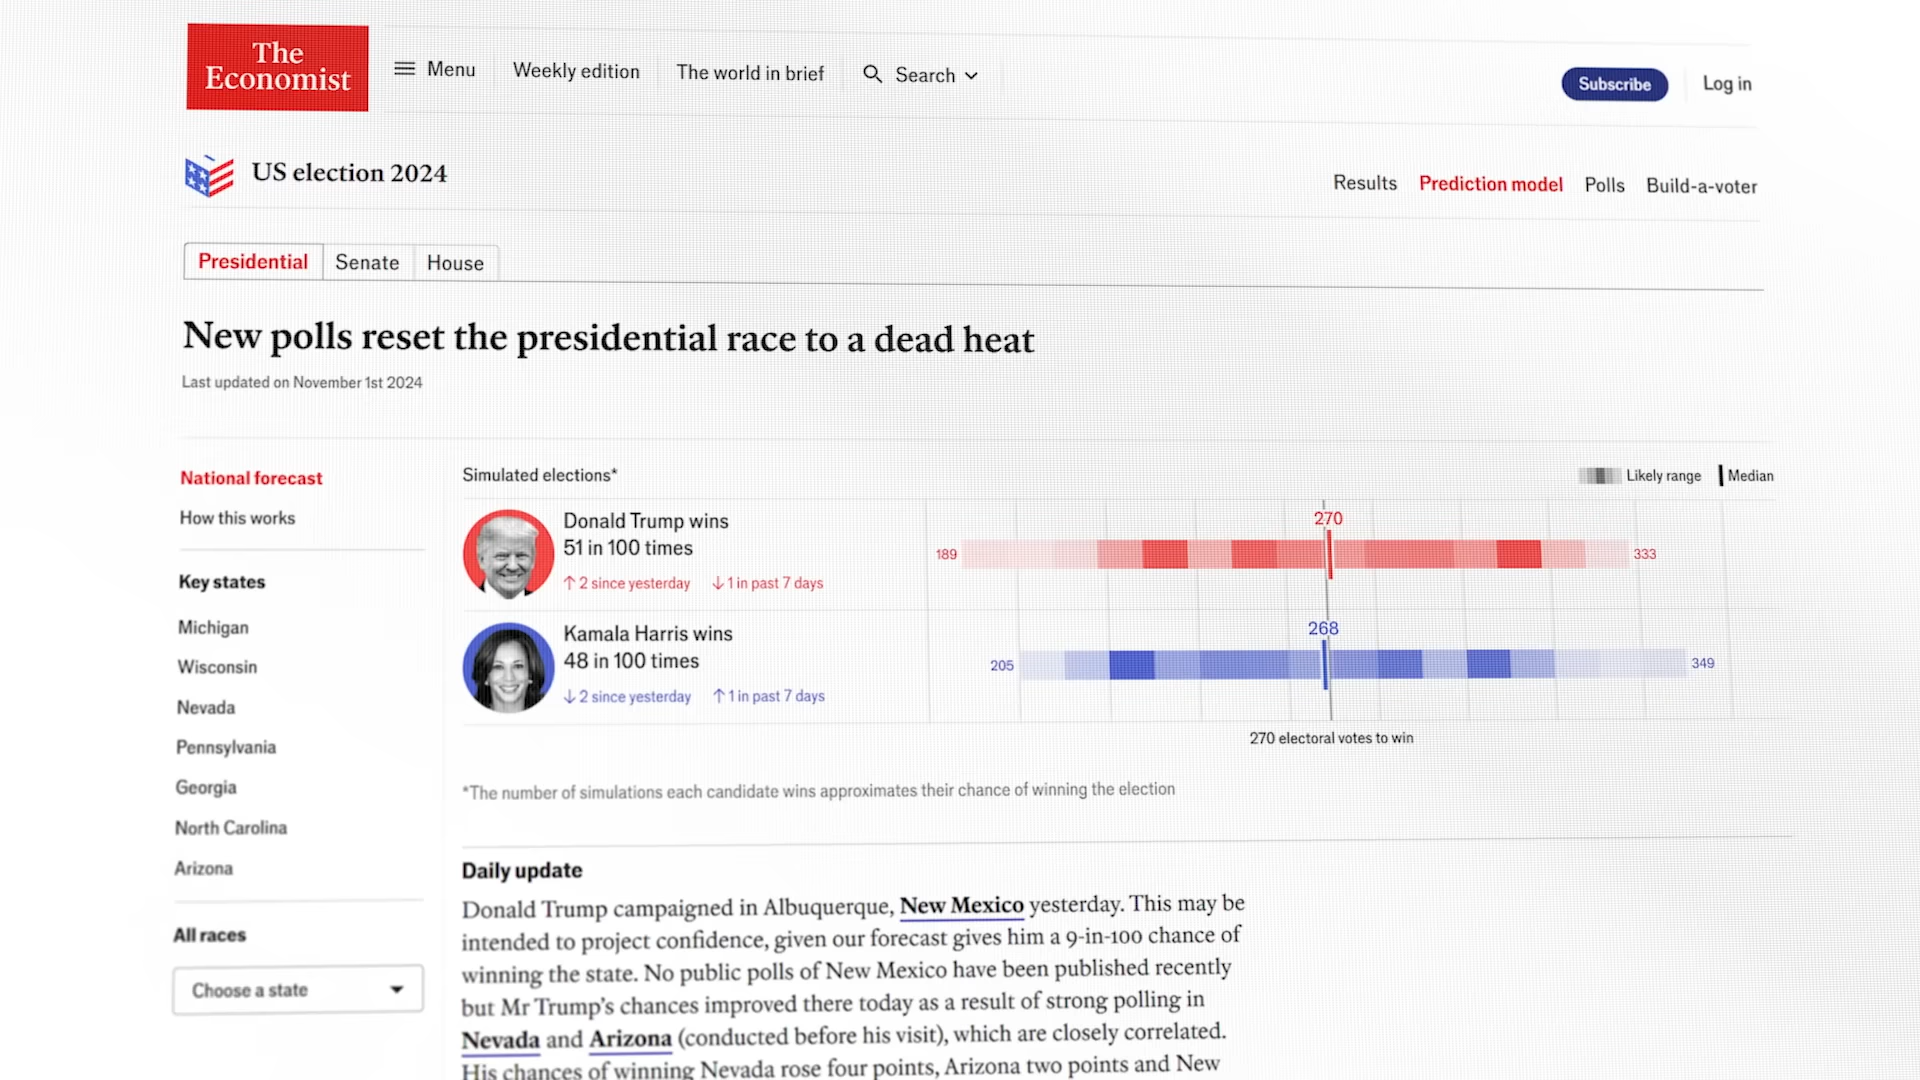 The
Economist
Menu
Weekly edition
The world in brief
Search
Subscribe
Log in
US election 2024
Results
Prediction model
Polls
Build-a-voter
Presidential
Senate
House
New polls reset the presidential race to a dead heat
Last updated on November 1st 2024
National forecast
How this works
Key states
Michigan
Wisconsin
Nevada
Pennsylvania
Georgia
North Carolina
Arizona
All races
Choose a state
Simulated elections*
Likely range
Median
Donald Trump wins
51 in 100 times
↑ 2 since yesterday ↓ 1 in past 7 days
189
270
333
Kamala Harris wins
48 in 100 times
↓ 2 since yesterday ↑ 1 in past 7 days
205
268
349
270 electoral votes to win
*The number of simulations each candidate wins approximates their chance of winning the election
Daily update
Donald Trump campaigned in Albuquerque, New Mexico yesterday. This may be
intended to project confidence, given our forecast gives him a 9-in-100 chance of
winning the state. No public polls of New Mexico have been published recently
but Mr Trump's chances improved there today as a result of strong polling in
Nevada and Arizona (conducted before his visit), which are closely correlated.
His chances of winning Nevada rose four points, Arizona two points and New